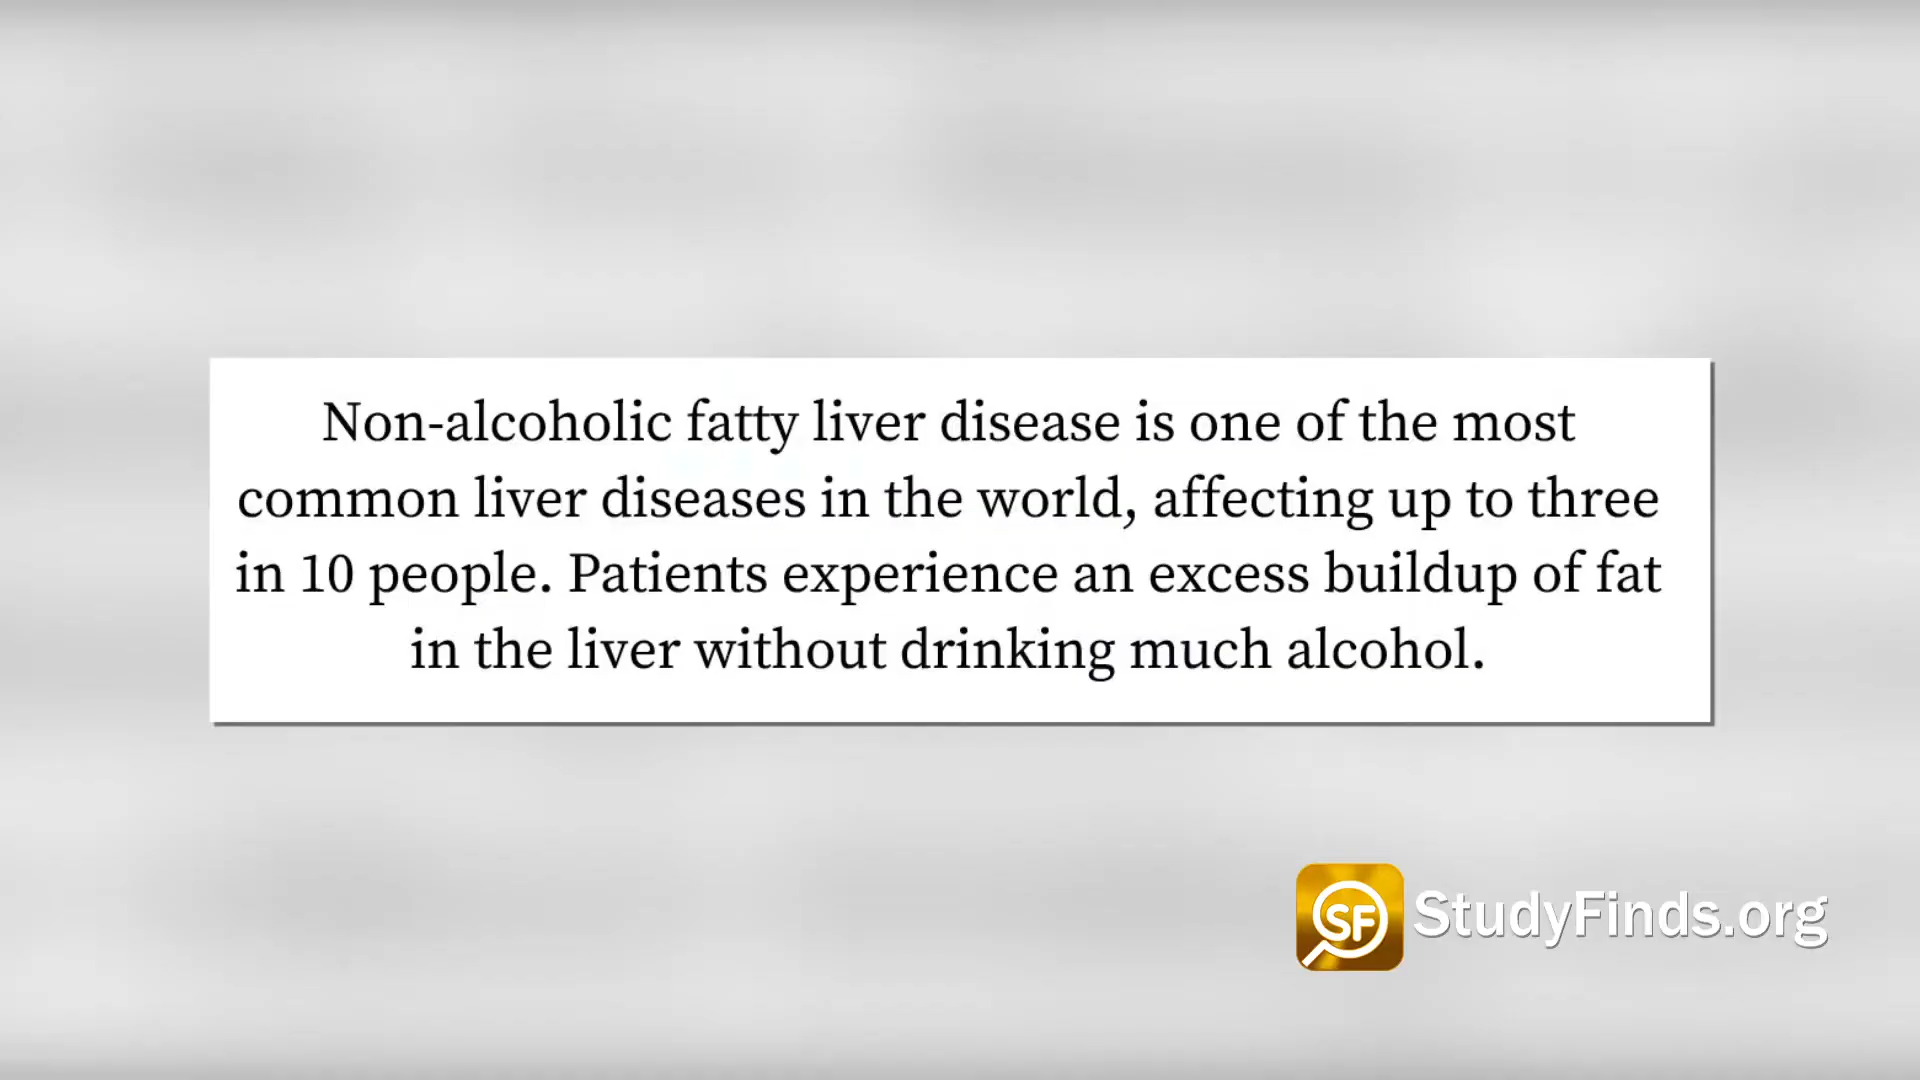 Non-alcoholic fatty liver disease is one of the most
common liver diseases in the world, affecting up to three
in 10 people. Patients experience an excess buildup of fat
in the liver without drinking much alcohol.
SF StudyFinds.org